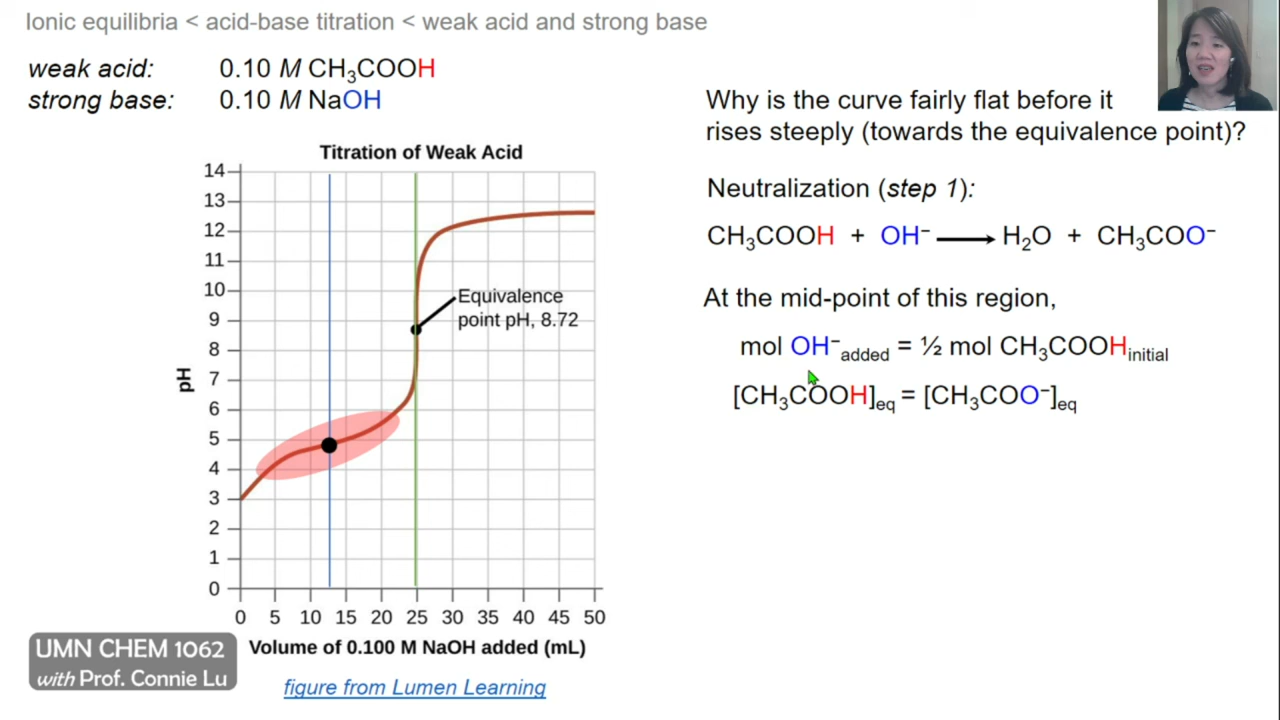 Ionic equilibria < acid-base titration < weak acid and strong base
weak acid: 0.10 M CH₃COOH
strong base: 0.10 M NaOH
Titration of Weak Acid
14
13
12
11
10
9
8
7
6
5
4
3
2
1
0
pH
Equivalence
point pH, 8.72
0 5 10 15 20 25 30 35 40 45 50
Volume of 0.100 M NaOH added (mL)
figure from Lumen Learning
UMN CHEM 1062
with Prof. Connie Lu
Why is the curve fairly flat before it
rises steeply (towards the equivalence point)?
Neutralization (step 1):
CH₃COOH + OH⁻ ⟶ H₂O + CH₃COO⁻
At the mid-point of this region,
mol OH⁻added = ½ mol CH₃COOHinitial
[CH₃COOH]eq = [CH₃COO⁻]eq